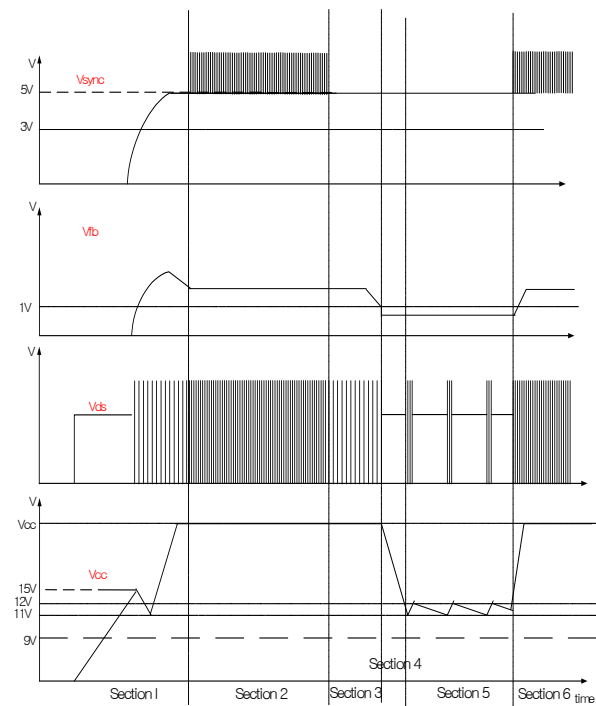 V
Vsync
5V
3V
V
Vfb
1V
V
Vds
V
Vcc
Vcc
15V
12V
11V
9V
Section 4
Section 1 Section 2 Section 3 Section 5 Section 6 time